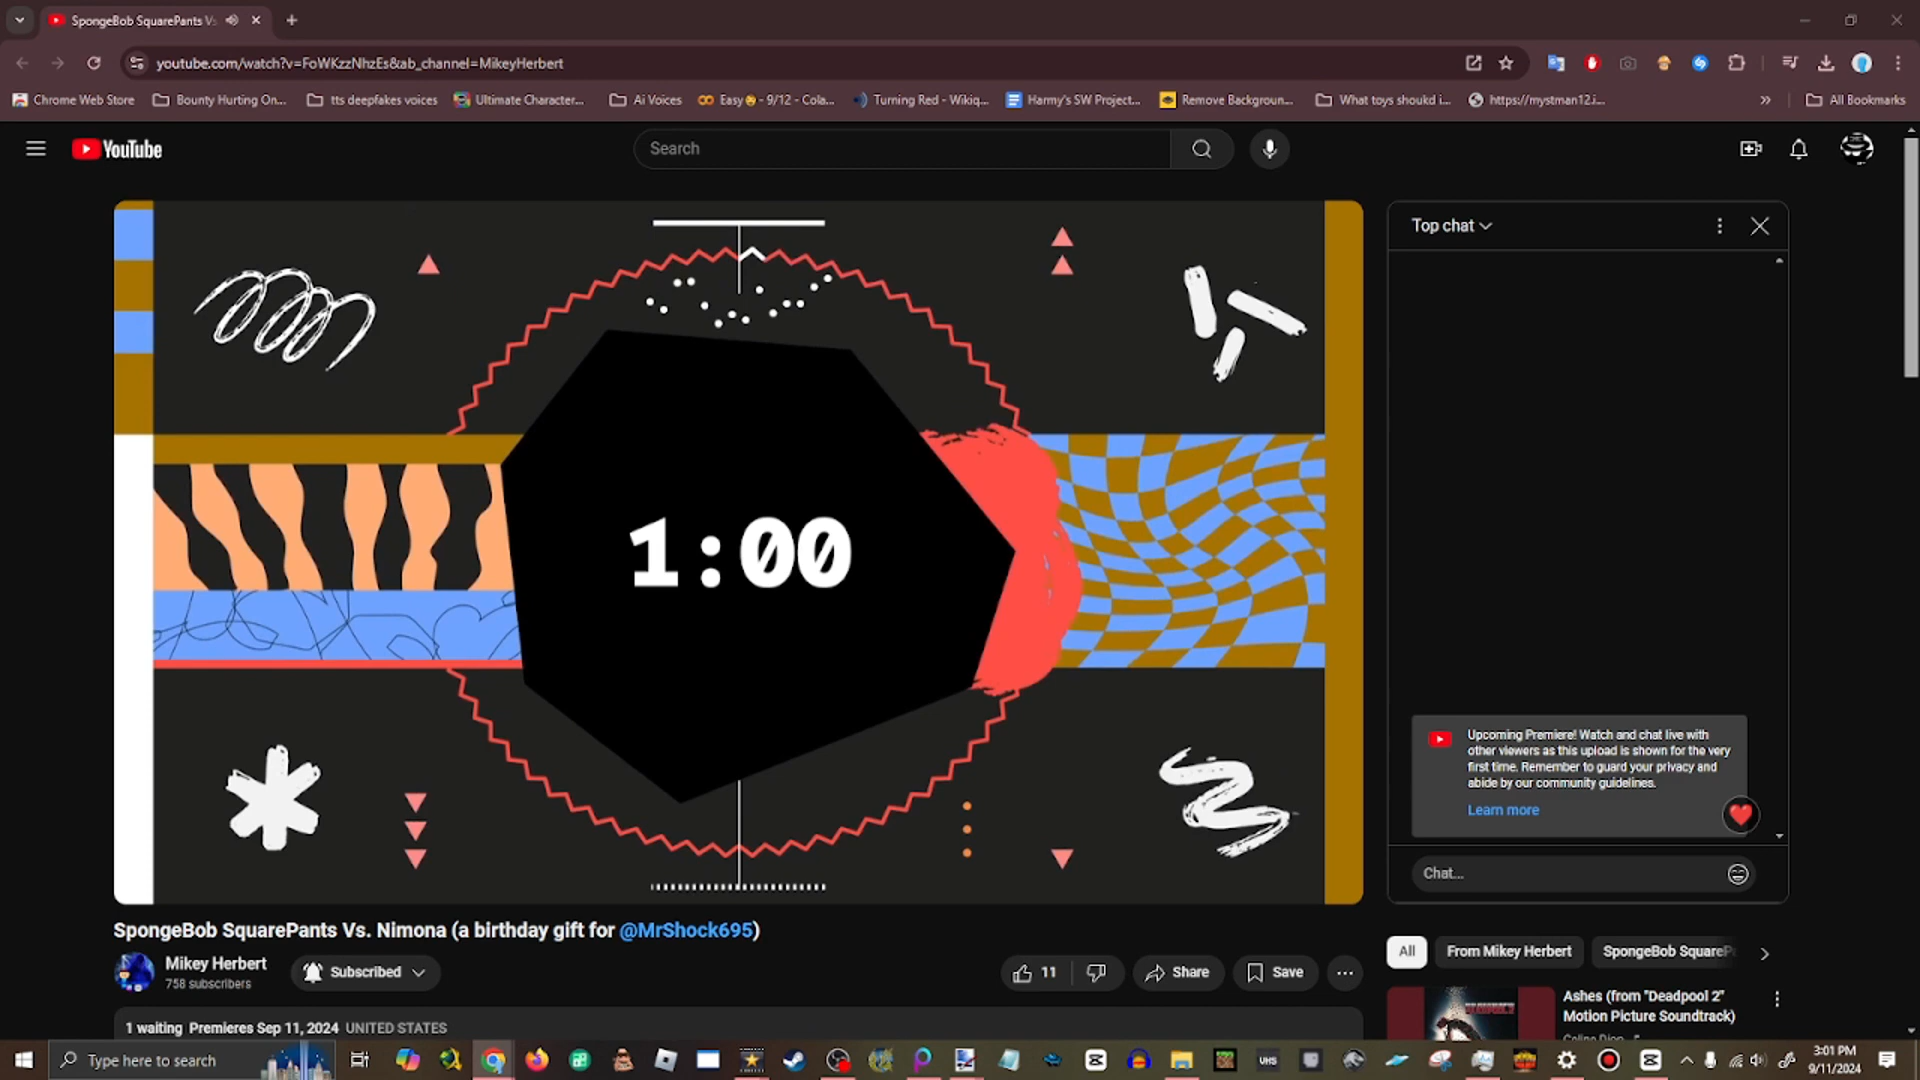 SpongeBob SquarePants Vs
youtube.com/watch?v=FoWKzzNhzEs&ab_channel=MikeyHerbert
Chrome Web Store
Bounty Hurting On...
tts deepfakes voices
Ultimate Character...
Ai Voices
Easy - 9/12 - Cola...
Turning Red - Wikiq...
Harmy's SW Project...
Remove Backgroun...
What toys shoukd i...
https://mystman12.i...
All Bookmarks
YouTube
Search
Top chat
1:00
Upcoming Premiere! Watch and chat live with
other viewers as this upload is shown for the very
first time. Remember to guard your privacy and
abide by our community guidelines.
Learn more
Chat...
SpongeBob SquarePants Vs. Nimona (a birthday gift for @MrShock695)
Mikey Herbert
758 subscribers
Subscribed
11
Share
Save
All
From Mikey Herbert
SpongeBob SquareP
Ashes (from "Deadpool 2"
Motion Picture Soundtrack)
1 waiting Premieres Sep 11, 2024 UNITED STATES
Type here to search
VHS
3:01 PM
9/11/2024